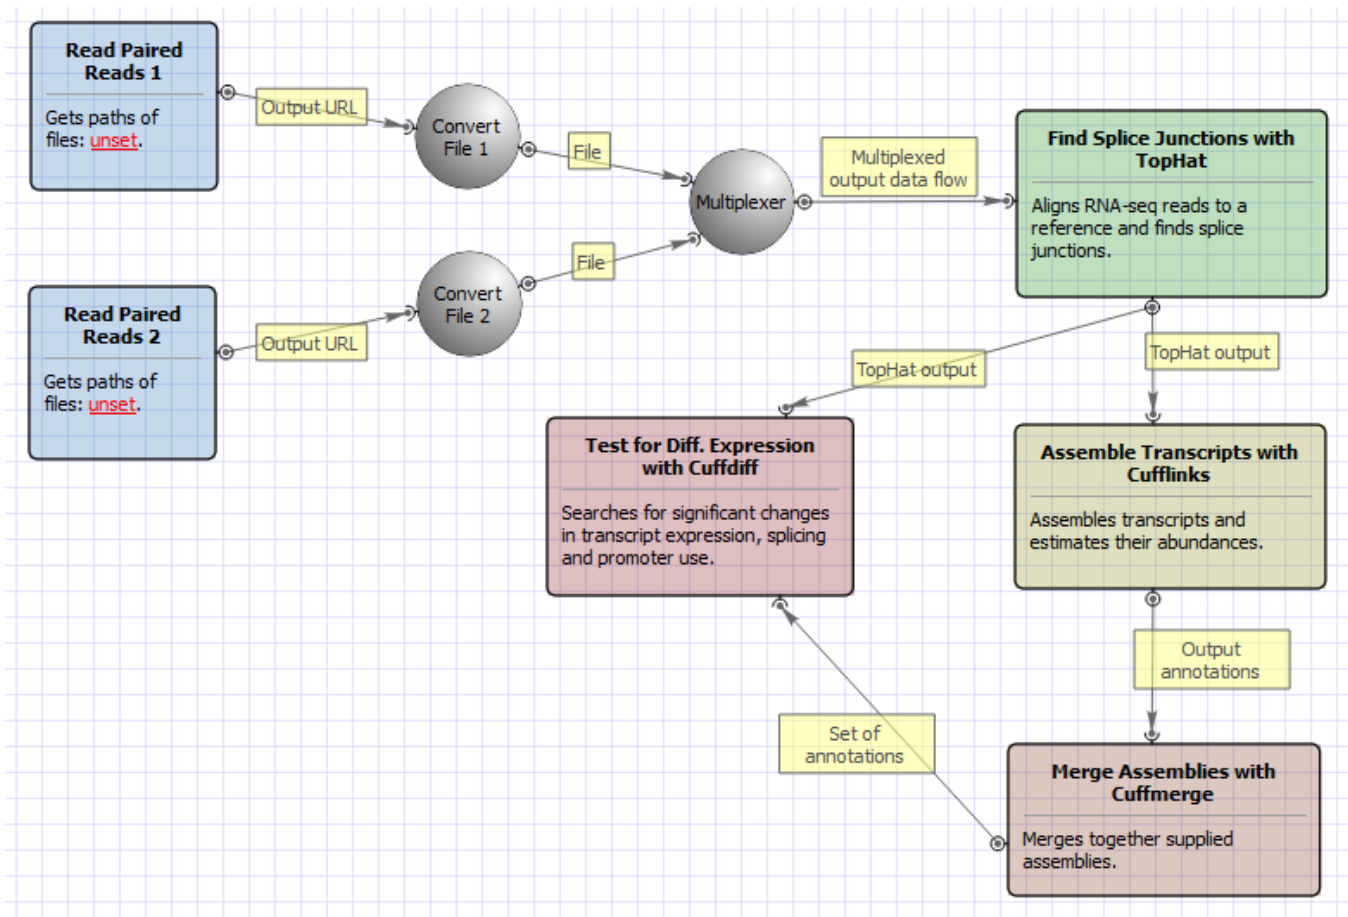 Read Paired
Reads 1
Gets paths of
files: unset.
Output URL
Convert
File 1
File
Multiplexer
Multiplexed
output data flow
Find Splice Junctions with
TopHat
Aligns RNA-seq reads to a
reference and finds splice
junctions.
Read Paired
Reads 2
Gets paths of
files: unset.
Output URL
Convert
File 2
File
TopHat output
TopHat output
Test for Diff. Expression
with Cuffdiff
Searches for significant changes
in transcript expression, splicing
and promoter use.
Assemble Transcripts with
Cufflinks
Assembles transcripts and
estimates their abundances.
Output
annotations
Set of
annotations
Merge Assemblies with
Cuffmerge
Merges together supplied
assemblies.